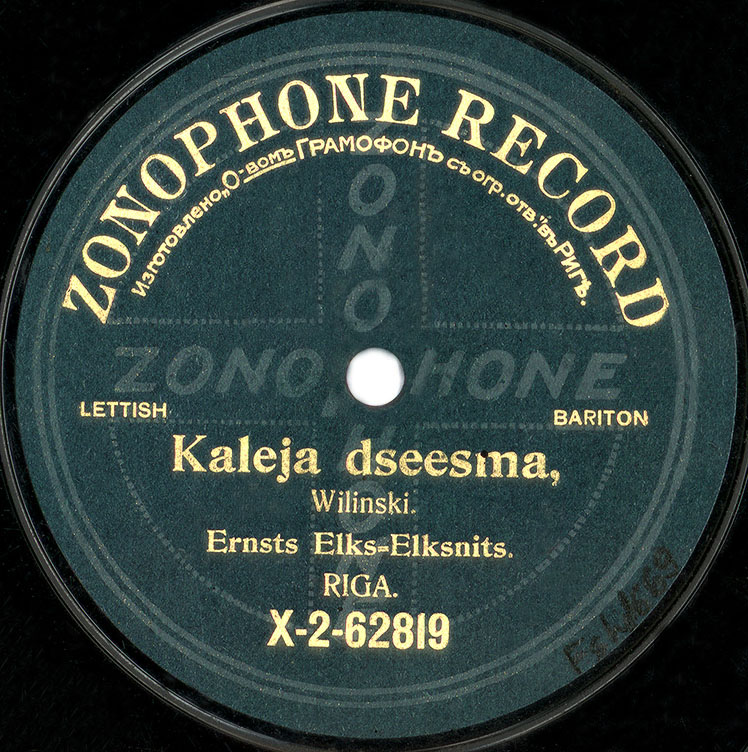 ZONOPHONE RECORD
Изготовлено „О-вомъ ГРАМОФОНЪ съ огр. отв." въ Ригѣ.
ZONOPHONE
ZONOPHONE
LETTISH
BARITON
Kaleja dseesma,
Wilinski.
Ernsts Elks=Elksnits.
RIGA.
X-2-62819